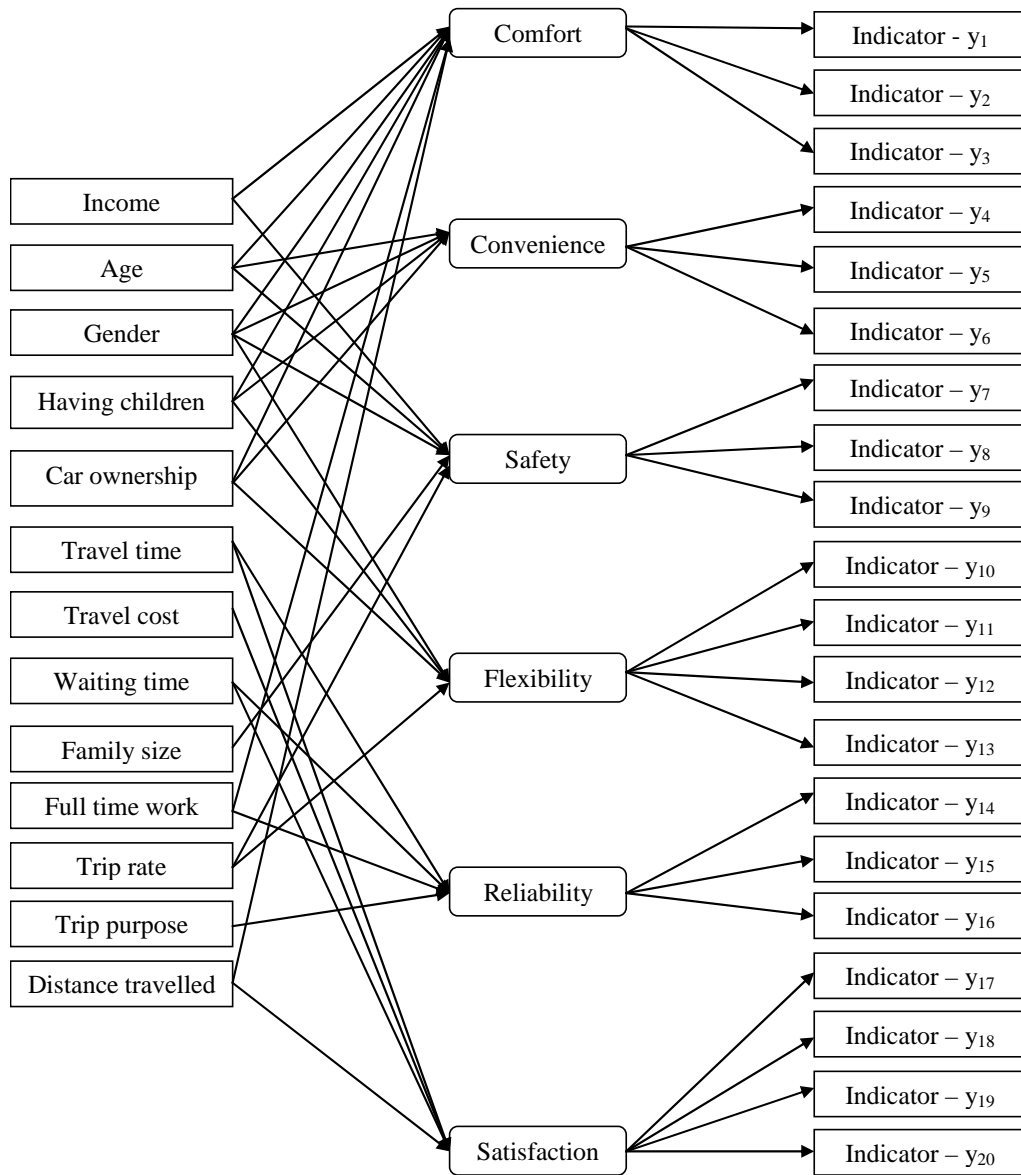 Income
Age
Gender
Having children
Car ownership
Travel time
Travel cost
Waiting time
Family size
Full time work
Trip rate
Trip purpose
Distance travelled
Comfort
Convenience
Safety
Flexibility
Reliability
Satisfaction
Indicator - y₁
Indicator – y₂
Indicator – y₃
Indicator – y₄
Indicator – y₅
Indicator – y₆
Indicator – y₇
Indicator – y₈
Indicator – y₉
Indicator – y₁₀
Indicator – y₁₁
Indicator – y₁₂
Indicator – y₁₃
Indicator – y₁₄
Indicator – y₁₅
Indicator – y₁₆
Indicator – y₁₇
Indicator – y₁₈
Indicator – y₁₉
Indicator – y₂₀